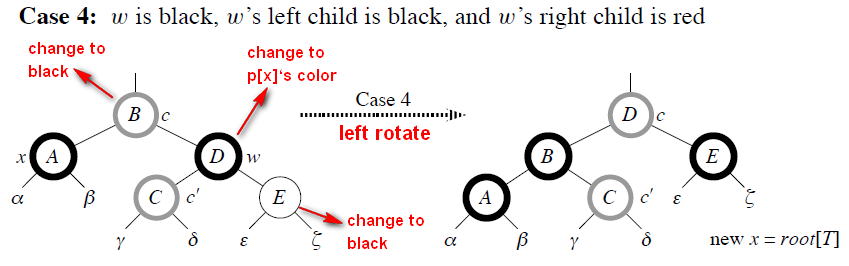 Case 4: w is black, w's left child is black, and w's right child is red
change to
black
change to
p[x]'s color
B c
D c
Case 4
left rotate
x A
D w
B
E
α β
C c'
E
A
C c'
ε ζ
change to
black
γ δ
ε ζ
α β
γ δ
new x = root[T]